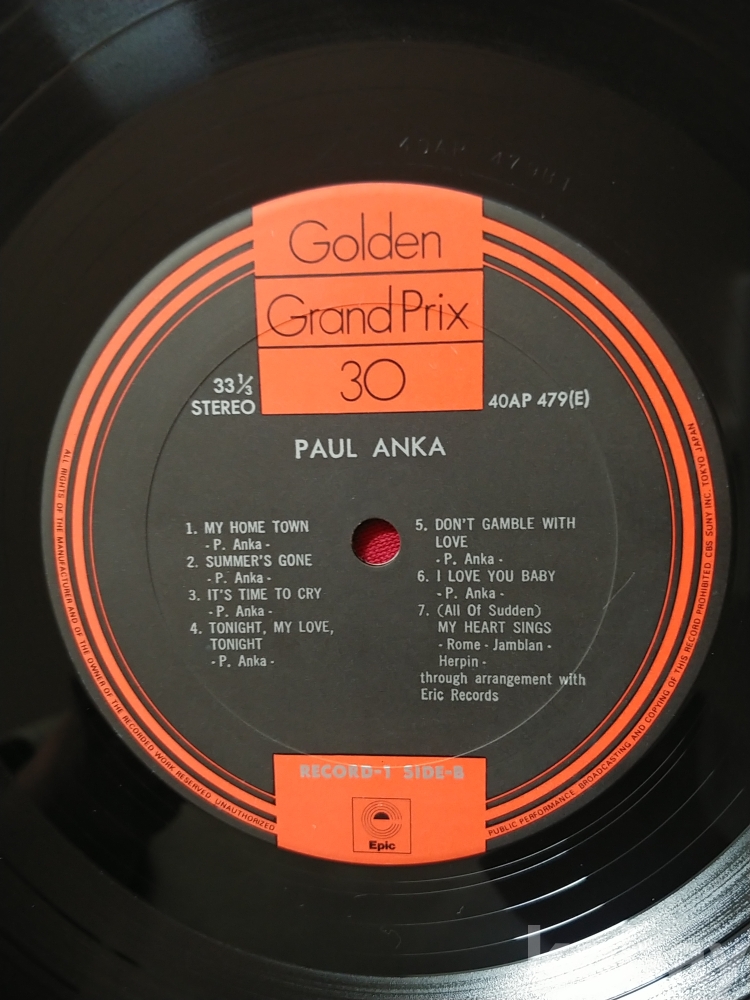 Golden
Grand Prix
30
33⅓
STEREO
40AP 479(E)
PAUL ANKA
1. MY HOME TOWN
- P. Anka -
2. SUMMER'S GONE
- P. Anka -
3. IT'S TIME TO CRY
- P. Anka -
4. TONIGHT, MY LOVE,
TONIGHT
- P. Anka -
5. DON'T GAMBLE WITH
LOVE
- P. Anka -
6. I LOVE YOU BABY
- P. Anka -
7. (All Of Sudden)
MY HEART SINGS
- Rome - Jamblan -
Herpin -
through arrangement with
Eric Records
RECORD-1 SIDE-B
Epic
ALL RIGHTS OF THE MANUFACTURER AND OF THE OWNER OF THE RECORDED WORK RESERVED UNAUTHORIZED
PUBLIC PERFORMANCE, BROADCASTING AND COPYING OF THIS RECORD PROHIBITED CBS SONY INC. TOKYO JAPAN